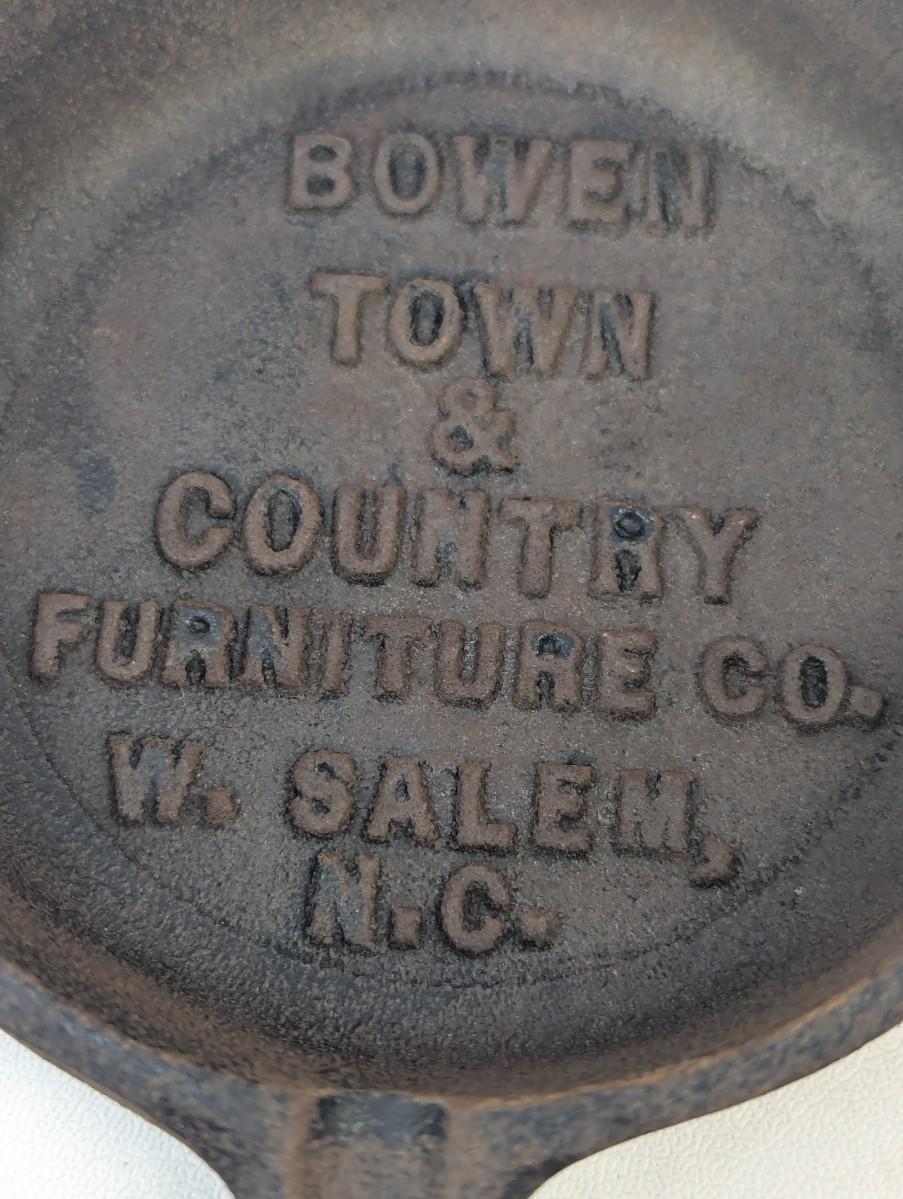 BOWEN
TOWN
&
COUNTRY
FURNITURE CO.
W. SALEM,
N.C.